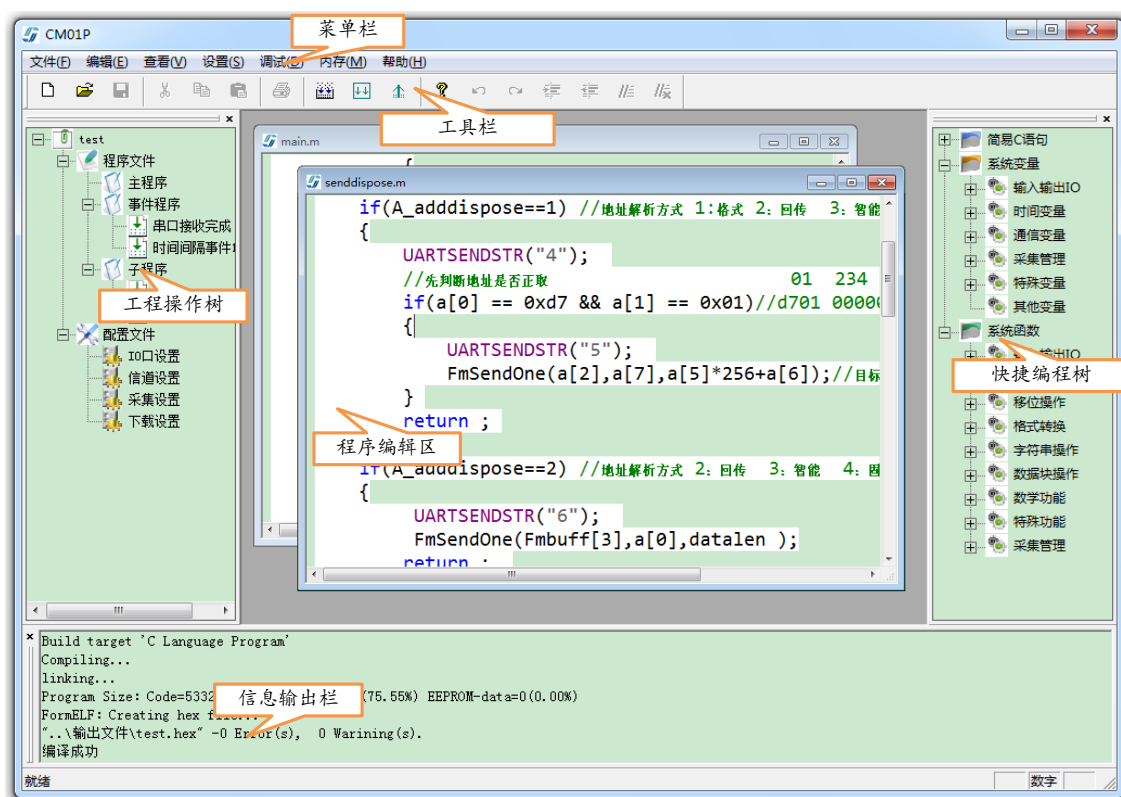 菜单栏
CM01P
文件(F) 编辑(E) 查看(V) 设置(S) 调试(D) 内存(M) 帮助(H)
工具栏
test
程序文件
主程序
事件程序
串口接收完成
时间间隔事件1
子程序
工程操作树
配置文件
IO口设置
信道设置
采集设置
下载设置
main.m
{
senddispose.m
if(A_adddispose==1) //地址解析方式 1:格式 2: 回传 3: 智能
{
UARTSENDSTR("4");
//先判断地址是否正取 01 234
if(a[0] == 0xd7 && a[1] == 0x01)//d701 0000
{
UARTSENDSTR("5");
FmSendOne(a[2],a[7],a[5]*256+a[6]);//目标
}
return ;
程序编辑区
if(A_adddispose==2) //地址解析方式 2: 回传 3: 智能 4: 固
{
UARTSENDSTR("6");
FmSendOne(Fmbuff[3],a[0],datalen );
return ;
简易C语句
系统变量
输入输出IO
时间变量
通信变量
采集管理
特殊变量
其他变量
系统函数
输出IO
快捷编程树
移位操作
格式转换
字符串操作
数据块操作
数学功能
特殊功能
采集管理
Build target 'C Language Program'
Compiling...
linking...
Program Size: Code=5332 (75.55%) EEPROM-data=0(0.00%)
信息输出栏
FormELF: Creating hex file...
"..\输出文件\test.hex" -0 Error(s), 0 Warining(s).
编译成功
就绪
数字